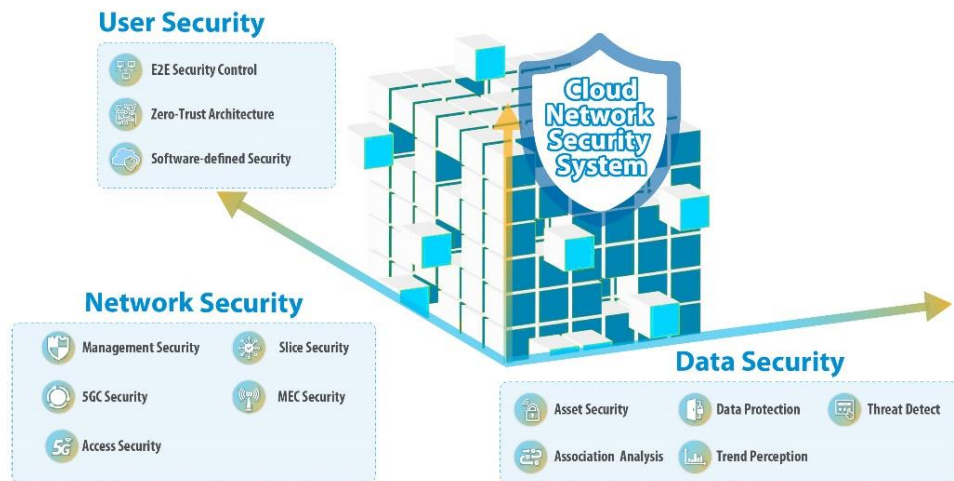 User Security
E2E Security Control
Zero-Trust Architecture
Software-defined Security
Cloud
Network
Security
System
Network Security
Management Security
Slice Security
5GC Security
MEC Security
5G
Access Security
Data Security
Asset Security
Data Protection
Threat Detect
Association Analysis
Trend Perception